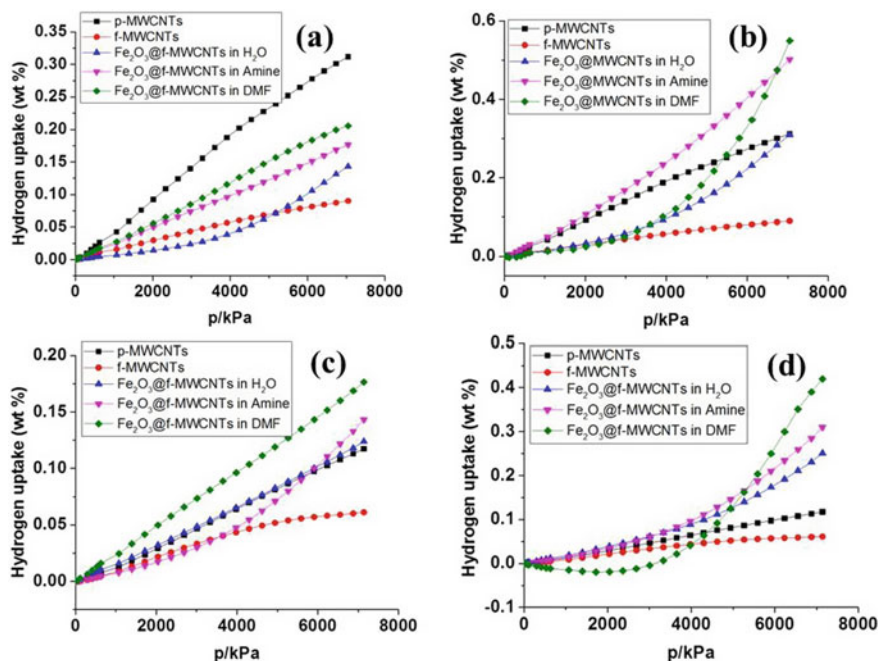 (a)
p-MWCNTs
f-MWCNTs
Fe₂O₃@f-MWCNTs in H₂O
Fe₂O₃@f-MWCNTs in Amine
Fe₂O₃@f-MWCNTs in DMF
Hydrogen uptake (wt %)
0.35
0.30
0.25
0.20
0.15
0.10
0.05
0.00
0 2000 4000 6000 8000
p/kPa
(b)
p-MWCNTs
f-MWCNTs
Fe₂O₃@MWCNTs in H₂O
Fe₂O₃@MWCNTs in Amine
Fe₂O₃@MWCNTs in DMF
Hydrogen uptake (wt %)
0.6
0.4
0.2
0.0
0 2000 4000 6000 8000
p/kPa
(c)
p-MWCNTs
f-MWCNTs
Fe₂O₃@f-MWCNTs in H₂O
Fe₂O₃@f-MWCNTs in Amine
Fe₂O₃@f-MWCNTs in DMF
Hydrogen uptake (wt %)
0.20
0.15
0.10
0.05
0.00
0 2000 4000 6000 8000
p/kPa
(d)
p-MWCNTs
f-MWCNTs
Fe₂O₃@f-MWCNTs in H₂O
Fe₂O₃@f-MWCNTs in Amine
Fe₂O₃@f-MWCNTs in DMF
Hydrogen uptake (wt %)
0.5
0.4
0.3
0.2
0.1
0.0
-0.1
0 2000 4000 6000 8000
p/kPa